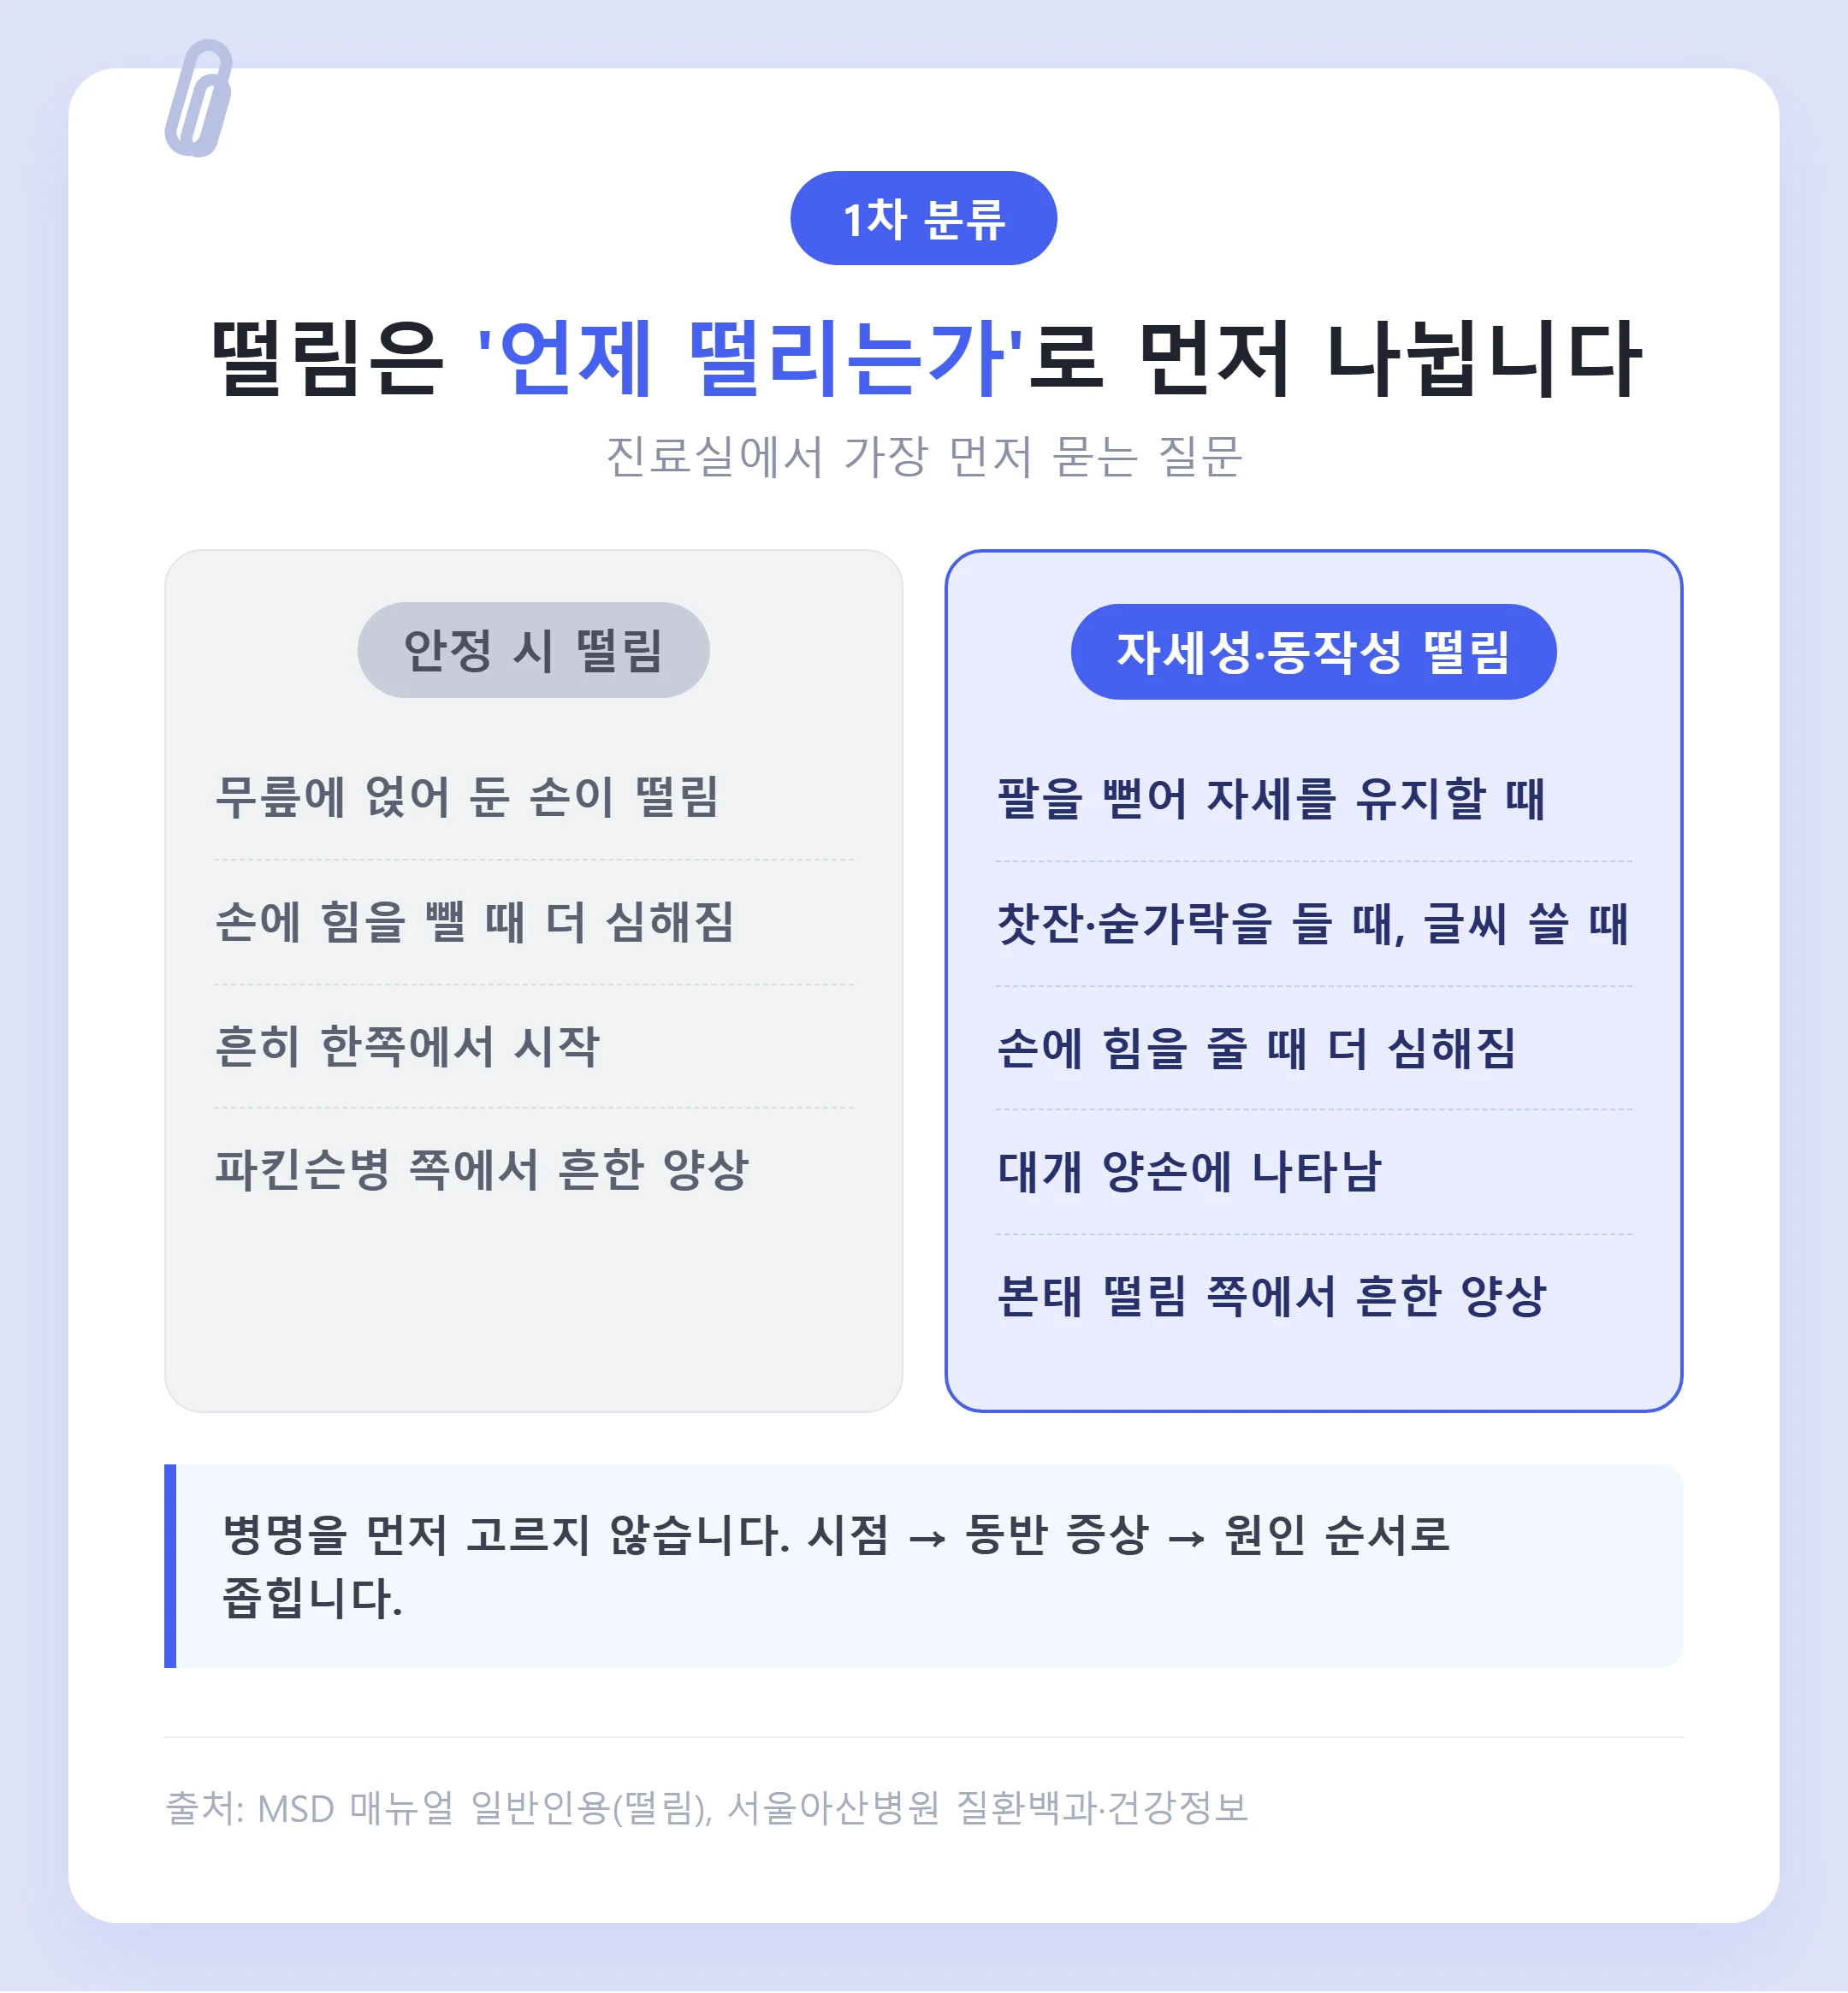 1차 분류
떨림은 '언제 떨리는가'로 먼저 나뉩니다
진료실에서 가장 먼저 묻는 질문
안정 시 떨림
무릎에 얹어 둔 손이 떨림
손에 힘을 뺄 때 더 심해짐
흔히 한쪽에서 시작
파킨슨병 쪽에서 흔한 양상
자세성·동작성 떨림
팔을 뻗어 자세를 유지할 때
찻잔·숟가락을 들 때, 글씨 쓸 때
손에 힘을 줄 때 더 심해짐
대개 양손에 나타남
본태 떨림 쪽에서 흔한 양상
병명을 먼저 고르지 않습니다. 시점 → 동반 증상 → 원인 순서로
좁힙니다.
출처: MSD 매뉴얼 일반인용(떨림), 서울아산병원 질환백과·건강정보